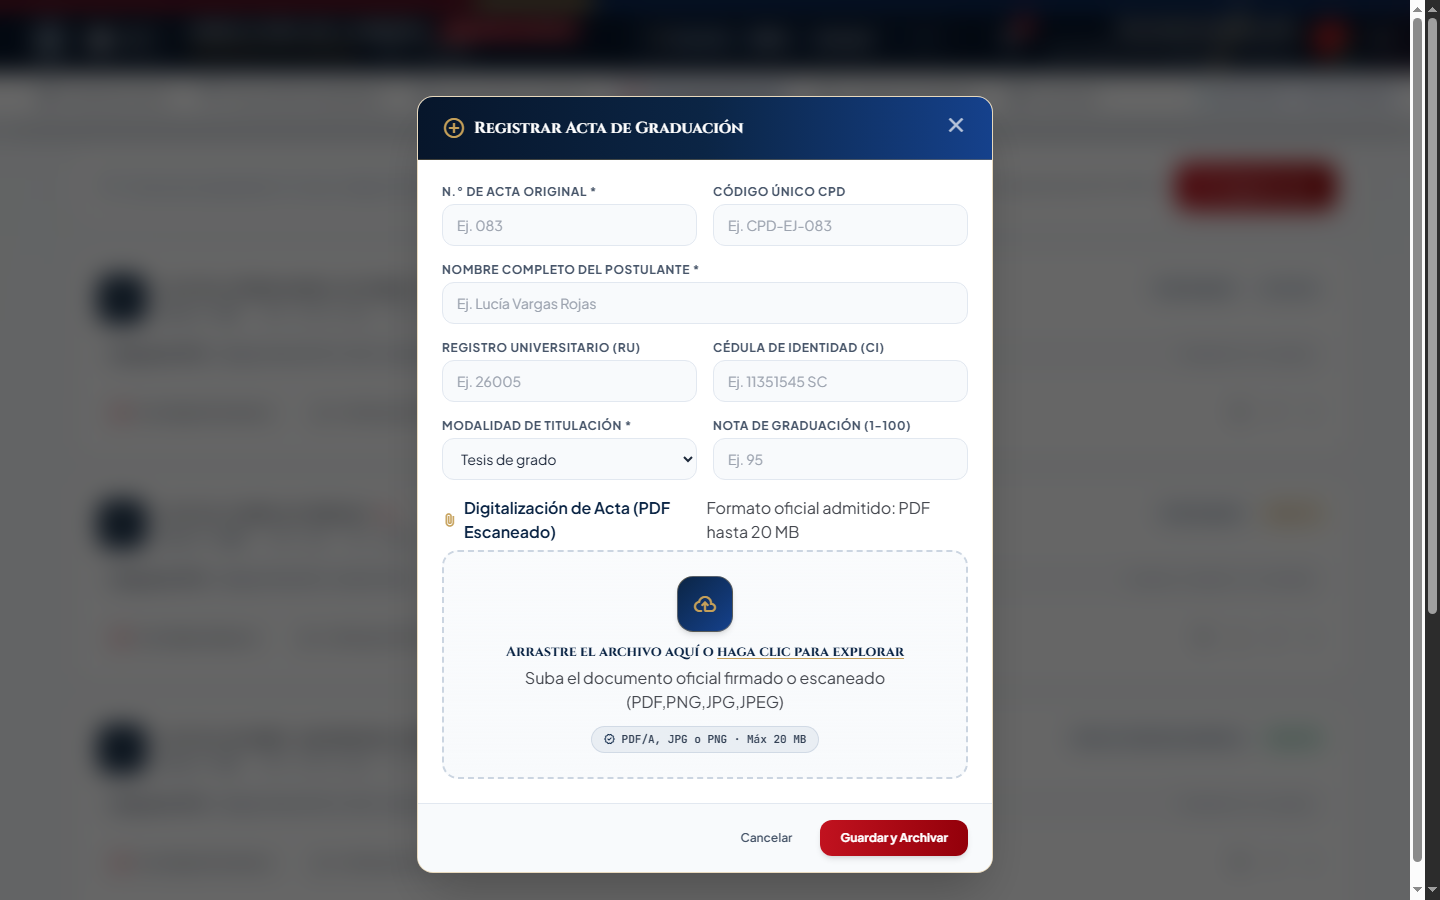 Registrar Acta de Graduación
N.° DE ACTA ORIGINAL *
CÓDIGO ÚNICO CPD
Ej. 083
Ej. CPD-EJ-083
NOMBRE COMPLETO DEL POSTULANTE *
Ej. Lucía Vargas Rojas
REGISTRO UNIVERSITARIO (RU)
CÉDULA DE IDENTIDAD (CI)
Ej. 26005
Ej. 11351545 SC
MODALIDAD DE TITULACIÓN *
NOTA DE GRADUACIÓN (1-100)
Tesis de grado
Ej. 95
Digitalización de Acta (PDF
Escaneado)
Formato oficial admitido: PDF
hasta 20 MB
Arrastre el archivo aquí o haga clic para explorar
Suba el documento oficial firmado o escaneado
(PDF,PNG,JPG,JPEG)
PDF/A, JPG o PNG · Máx 20 MB
Cancelar
Guardar y Archivar